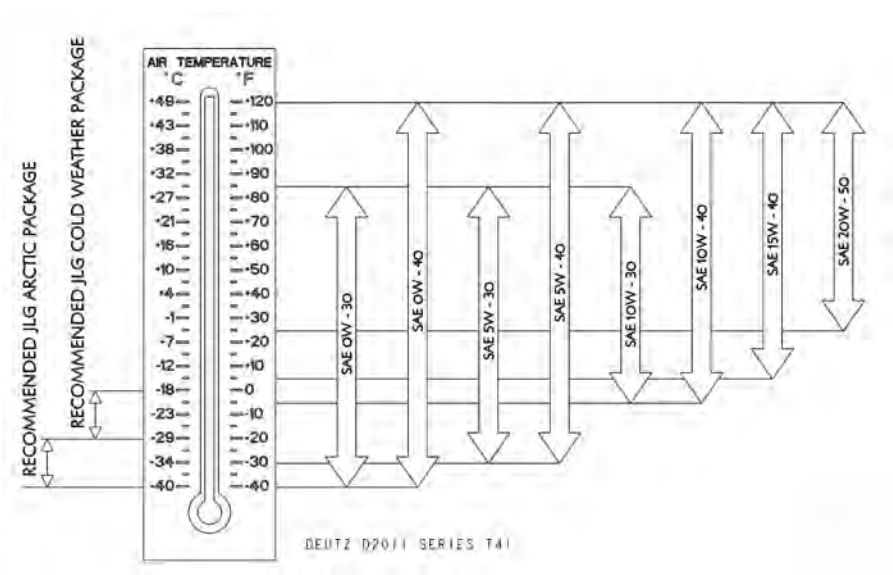 RECOMMENDED JLG ARCTIC PACKAGE
RECOMMENDED JLG COLD WEATHER PACKAGE
AIR TEMPERATURE
°C °F
+49 +120
+43 +110
+38 +100
+32 +90
+27 +80
+21 +70
+16 +60
+10 +50
+4 +40
-1 +30
-7 +20
-12 +10
-18 0
-23 -10
-29 -20
-34 -30
-40 -40
SAE 0W - 30
SAE 0W - 40
SAE 5W - 30
SAE 5W - 40
SAE 10W - 30
SAE 10W - 40
SAE 15W - 40
SAE 20W - 50
DEUTZ D2011 SERIES T4I